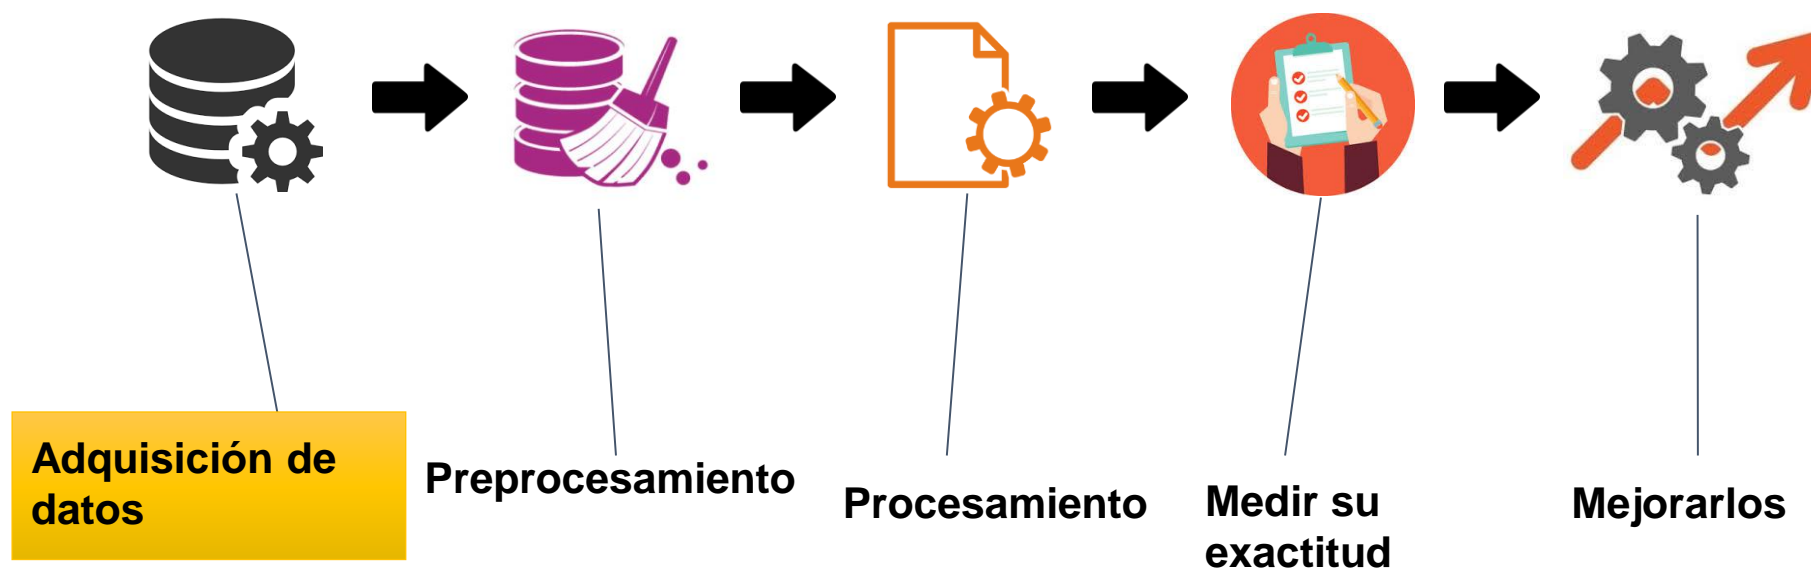 Adquisición de
datos
Preprocesamiento
Procesamiento
Medir su
exactitud
Mejorarlos